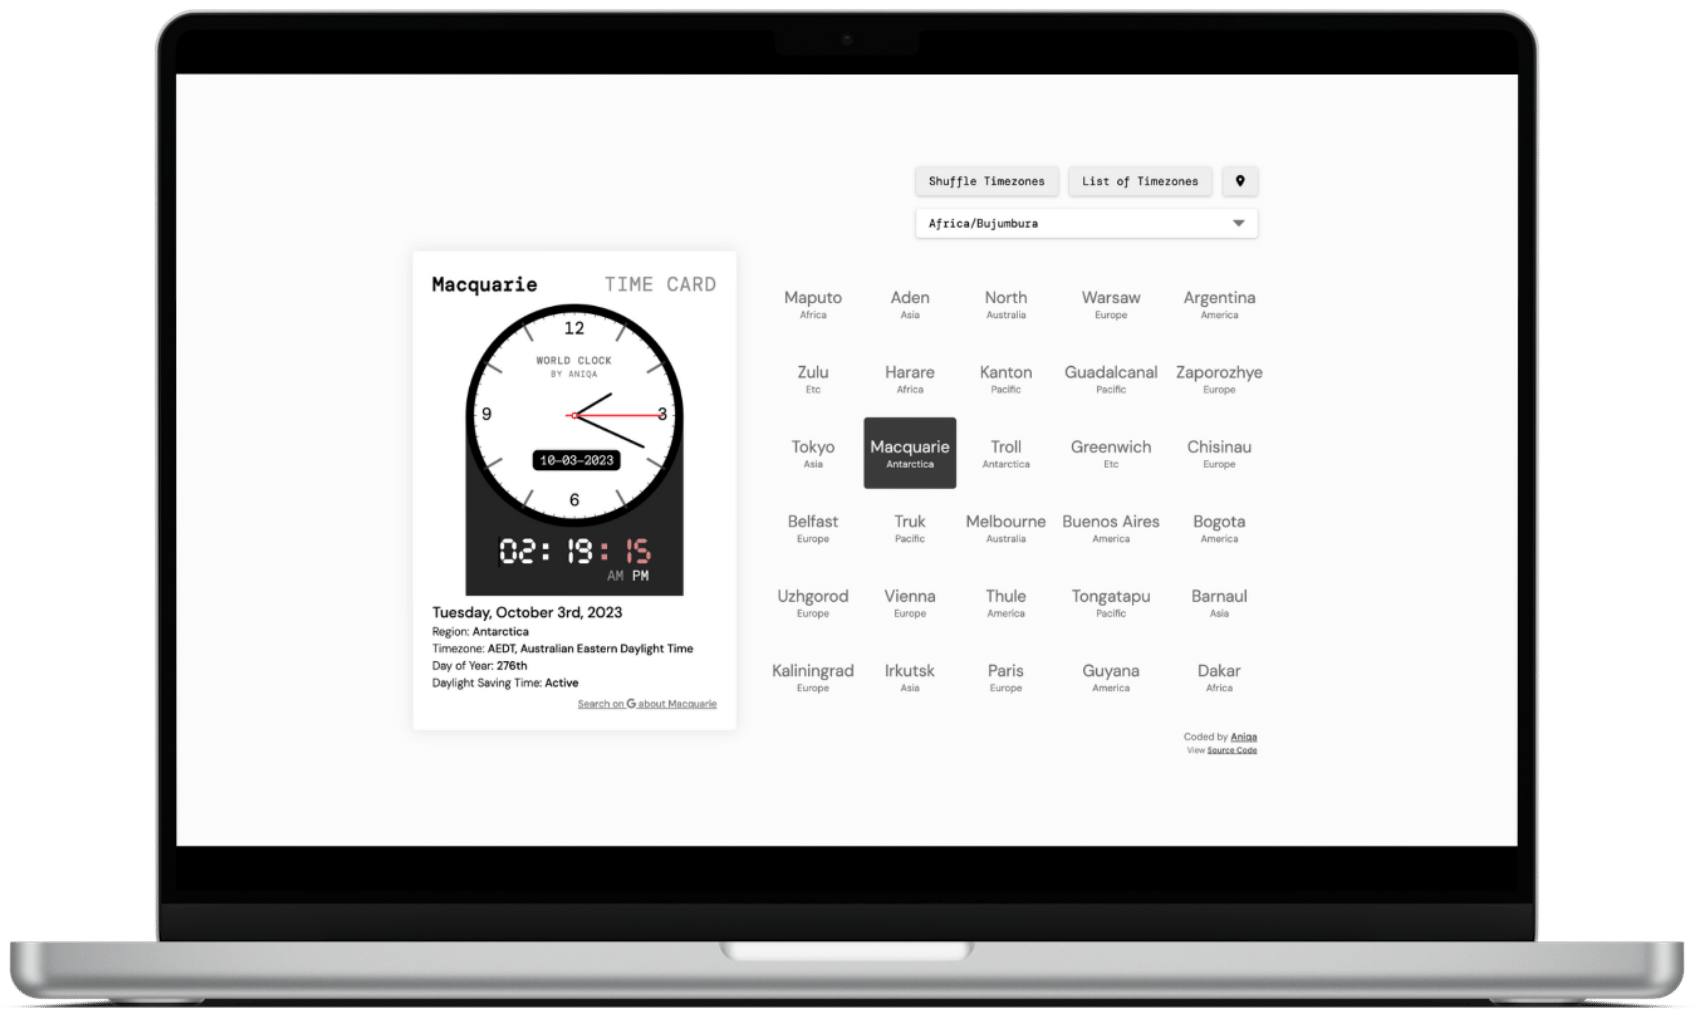 Shuffle Timezones
List of Timezones
Africa/Bujumbura
Macquarie
TIME CARD
12
WORLD CLOCK
BY ANIQA
9
3
10-03-2023
6
02: 19: 15
AM PM
Tuesday, October 3rd, 2023
Region: Antarctica
Timezone: AEDT, Australian Eastern Daylight Time
Day of Year: 276th
Daylight Saving Time: Active
Search on G about Macquarie
Maputo
Africa
Aden
Asia
North
Australia
Warsaw
Europe
Argentina
America
Zulu
Etc
Harare
Africa
Kanton
Pacific
Guadalcanal
Pacific
Zaporozhye
Europe
Tokyo
Asia
Macquarie
Antarctica
Troll
Antarctica
Greenwich
Etc
Chisinau
Europe
Belfast
Europe
Truk
Pacific
Melbourne
Australia
Buenos Aires
America
Bogota
America
Uzhgorod
Europe
Vienna
Europe
Thule
America
Tongatapu
Pacific
Barnaul
Asia
Kaliningrad
Europe
Irkutsk
Asia
Paris
Europe
Guyana
America
Dakar
Africa
Coded by Aniqa
View Source Code